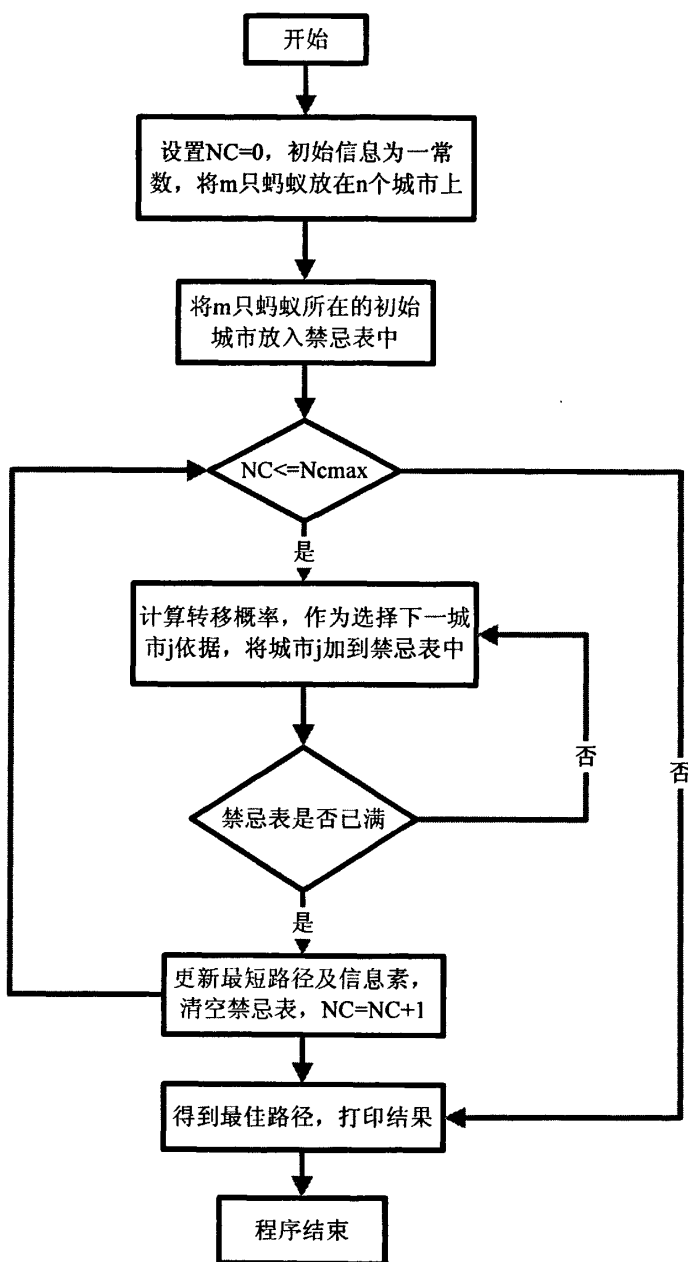 开始
设置NC=0，初始信息为一常
数，将m只蚂蚁放在n个城市上
将m只蚂蚁所在的初始
城市放入禁忌表中
NC<=Ncmax
是
计算转移概率，作为选择下一城
市j依据，将城市j加到禁忌表中
否
否
禁忌表是否已满
是
更新最短路径及信息素，
清空禁忌表，NC=NC+1
得到最佳路径，打印结果
程序结束